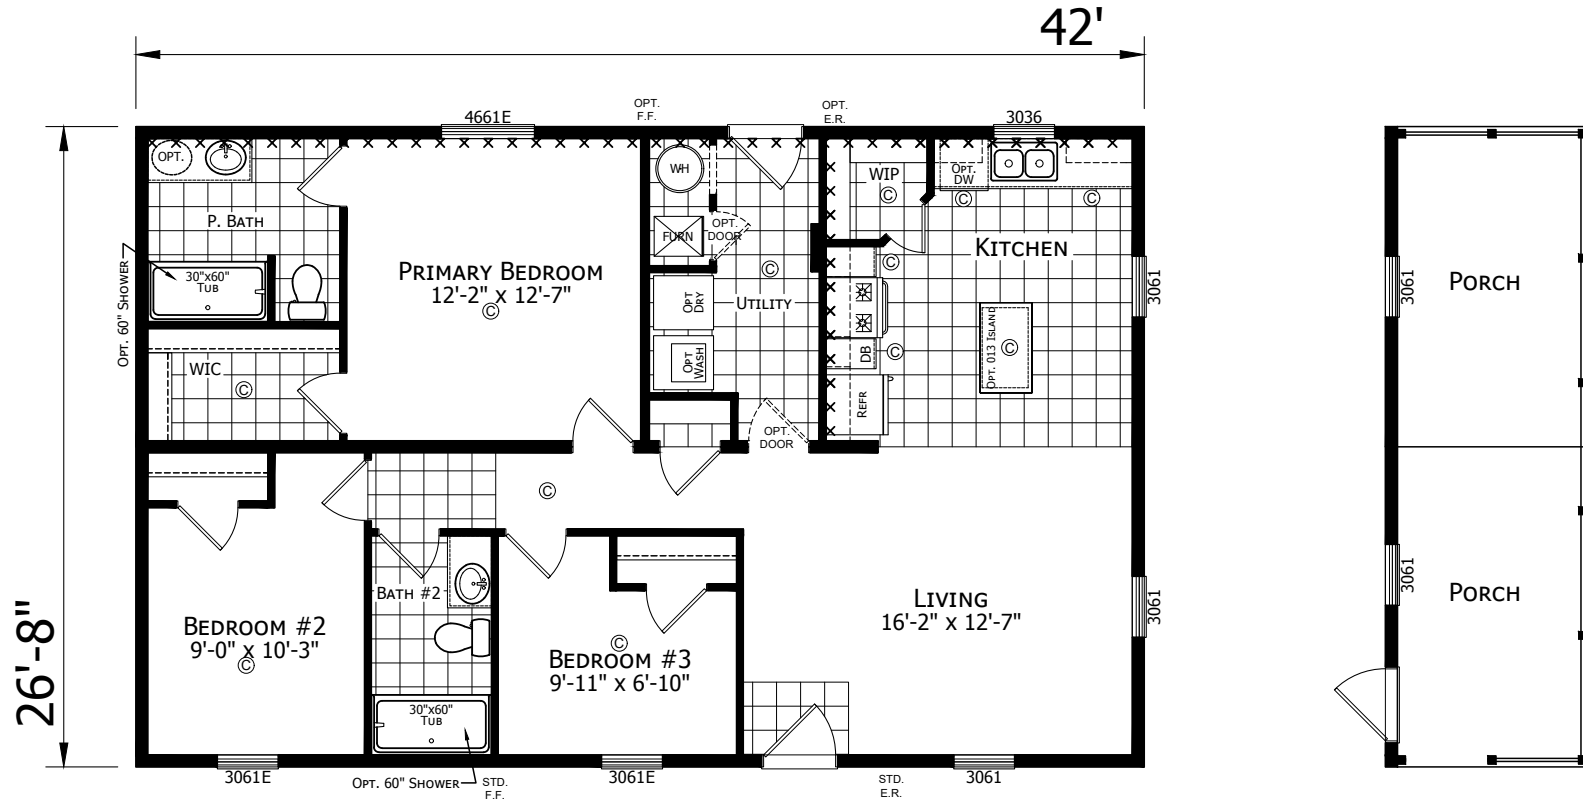 42'
26'-8"
OPT.
F.F.
OPT.
E.R.
4661E
3036
OPT.
WH
WIP
Ⓒ
OPT.
DW
Ⓒ
Ⓒ
P. BATH
OPT.
DOOR
FURN
KITCHEN
Ⓒ
Ⓒ
OPT. 60" SHOWER
30"x60"
TUB
PRIMARY BEDROOM
12'-2" x 12'-7"
Ⓒ
OPT
DRY
UTILITY
3061
OPT
WASH
DB
Ⓒ
OPT. 013 ISLAND
Ⓒ
WIC
Ⓒ
REFR
OPT.
DOOR
Ⓒ
BATH #2
BEDROOM #2
9'-0" x 10'-3"
Ⓒ
Ⓒ
BEDROOM #3
9'-11" x 6'-10"
LIVING
16'-2" x 12'-7"
3061
30"x60"
TUB
3061E
OPT. 60" SHOWER
STD.
F.F.
3061E
STD.
E.R.
3061
3061
PORCH
3061
PORCH